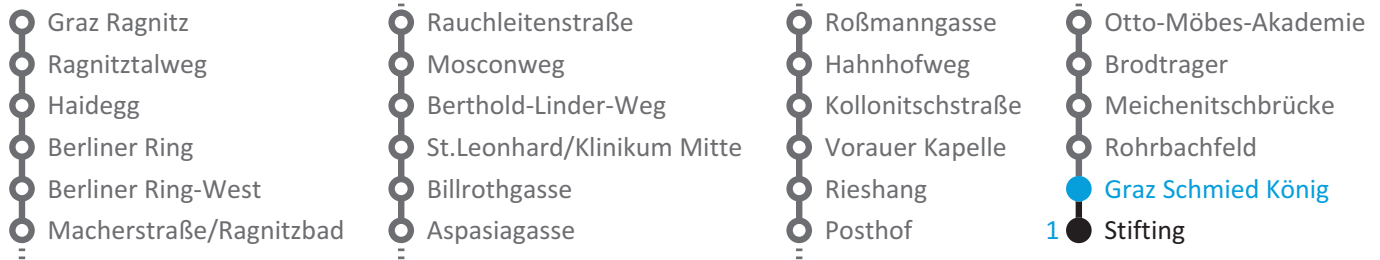 Graz Ragnitz
Ragnitztalweg
Haidegg
Berliner Ring
Berliner Ring-West
Macherstraße/Ragnitzbad
Rauchleitenstraße
Mosconweg
Berthold-Linder-Weg
St.Leonhard/Klinikum Mitte
Billrothgasse
Aspasiagasse
Roßmanngasse
Hahnhofweg
Kollonitschstraße
Vorauer Kapelle
Rieshang
Posthof
Otto-Möbes-Akademie
Brodtrager
Meichenitschbrücke
Rohrbachfeld
Graz Schmied König
1 Stifting